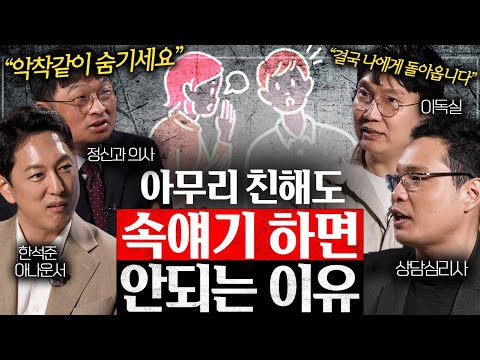 “악착같이 숨기세요”
“결국 나에게 돌아옵니다”
이독실
정신과 의사
아무리 친해도
속얘기 하면
안되는 이유
한석준
아나운서
상담심리사